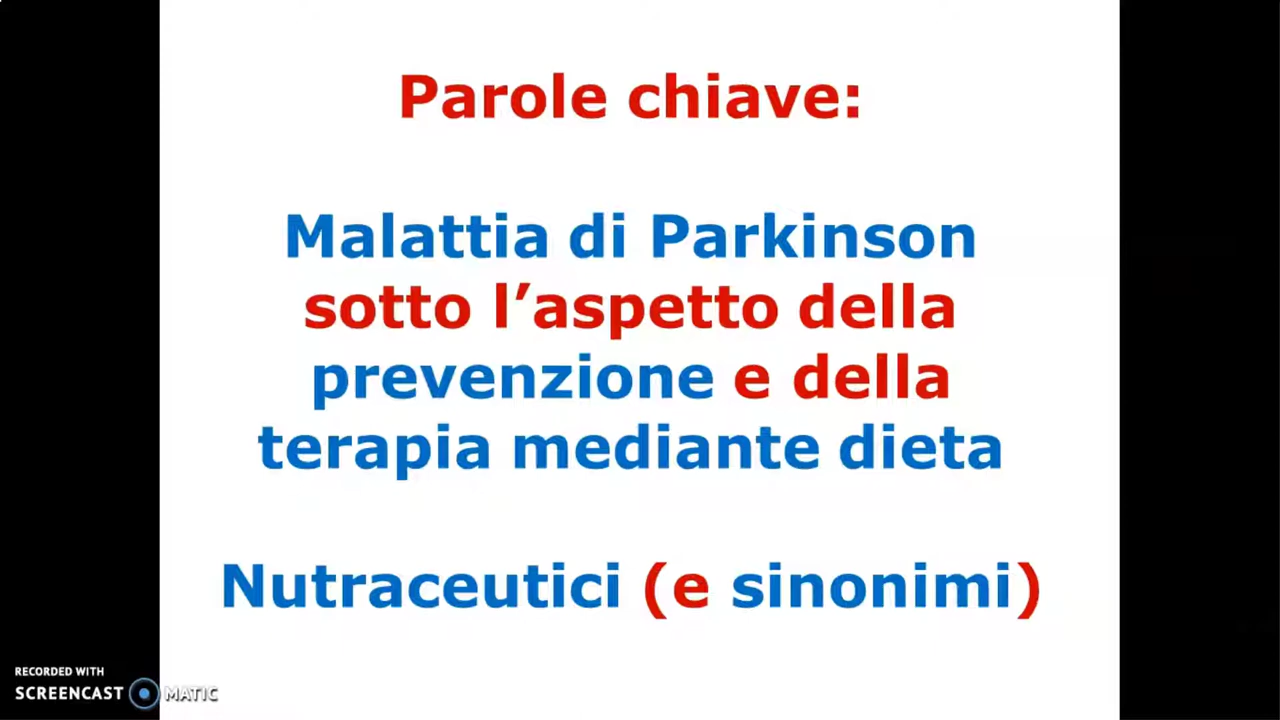 Parole chiave:
Malattia di Parkinson
sotto l’aspetto della
prevenzione e della
terapia mediante dieta
Nutraceutici (e sinonimi)
RECORDED WITH
SCREENCAST MATIC